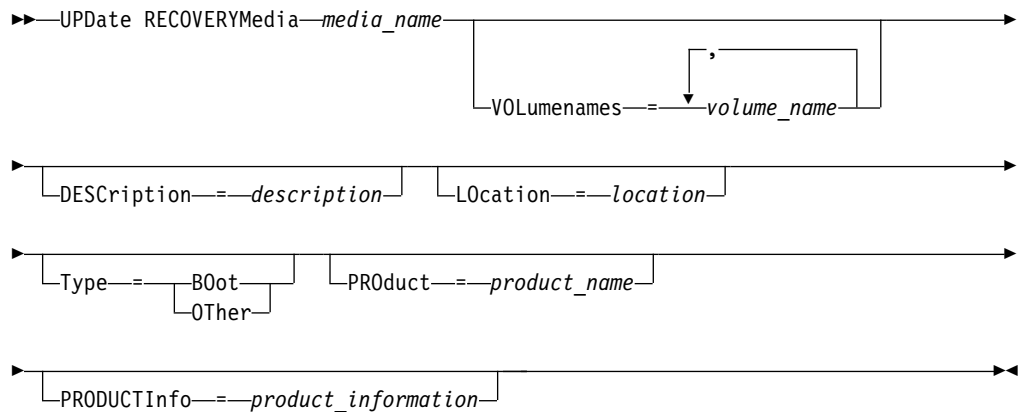 UPDate RECOVERYMedia media_name
,
VOLumenames = volume_name
DESCription = description LOcation = location
Type = BOot PROduct = product_name
OTher
PRODUCTInfo = product_information